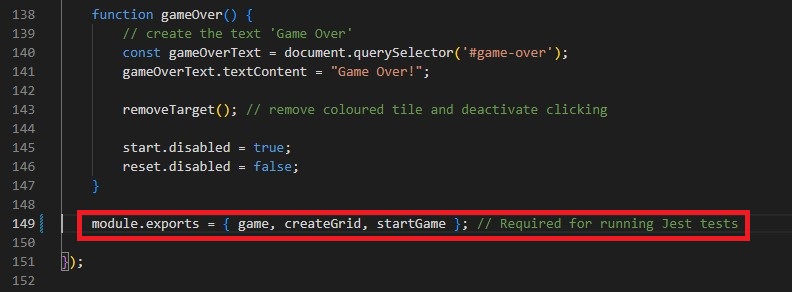 138 function gameOver() {
139 // create the text 'Game Over'
140 const gameOverText = document.querySelector('#game-over');
141 gameOverText.textContent = "Game Over!";
142
143 removeTarget(); // remove coloured tile and deactivate clicking
144
145 start.disabled = true;
146 reset.disabled = false;
147 }
148
149 module.exports = { game, createGrid, startGame }; // Required for running Jest tests
150
151 });
152